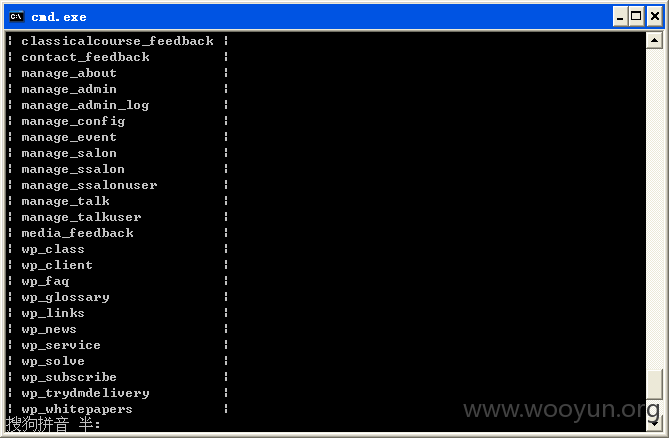 cmd.exe
¦ classicalcourse_feedback ¦
¦ contact_feedback ¦
¦ manage_about ¦
¦ manage_admin ¦
¦ manage_admin_log ¦
¦ manage_config ¦
¦ manage_event ¦
¦ manage_salon ¦
¦ manage_ssalon ¦
¦ manage_ssalonuser ¦
¦ manage_talk ¦
¦ manage_talkuser ¦
¦ media_feedback ¦
¦ wp_class ¦
¦ wp_client ¦
¦ wp_faq ¦
¦ wp_glossary ¦
¦ wp_links ¦
¦ wp_news ¦
¦ wp_service ¦
¦ wp_solve ¦
¦ wp_subscribe ¦
¦ wp_trydmdelivery ¦
¦ wp_whitepapers ¦
www.wooyun.org
搜狗拼音 半: